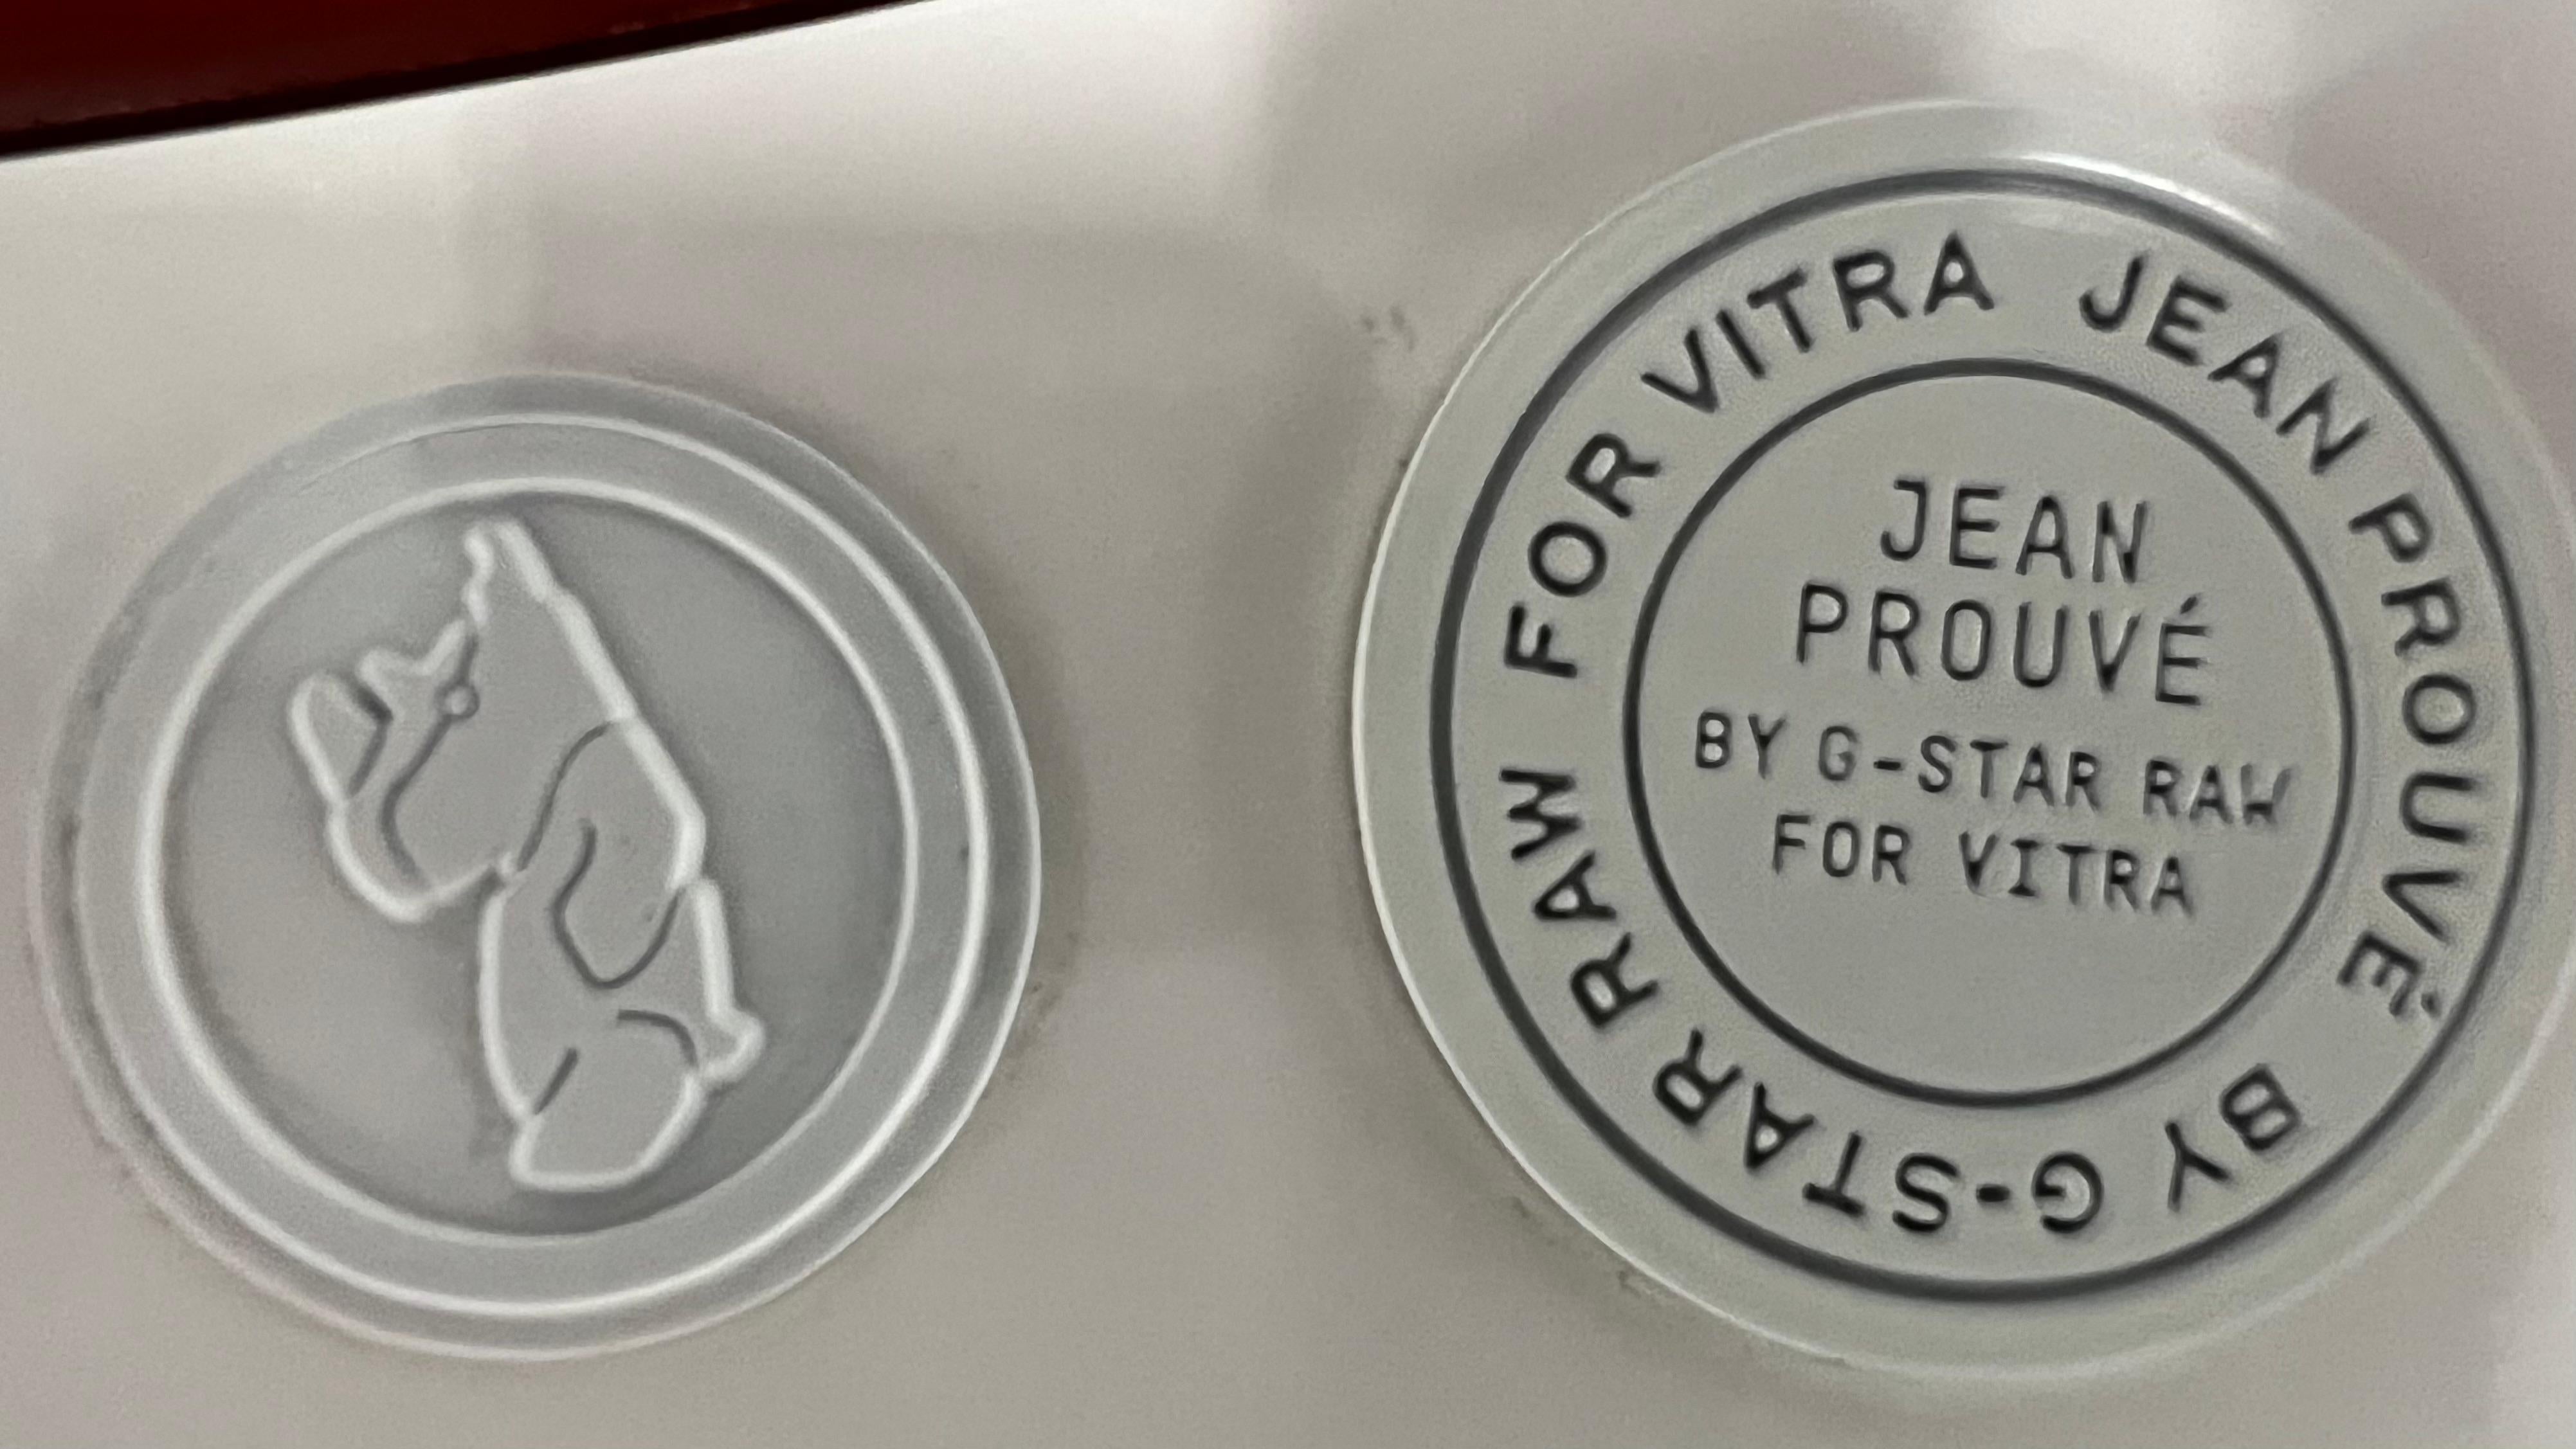 JEAN PROUVÉ BY G-STAR RAW FOR VITRA
JEAN
PROUVÉ
BY G-STAR RAW
FOR VITRA